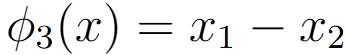 ϕ₃(x) = x₁ − x₂